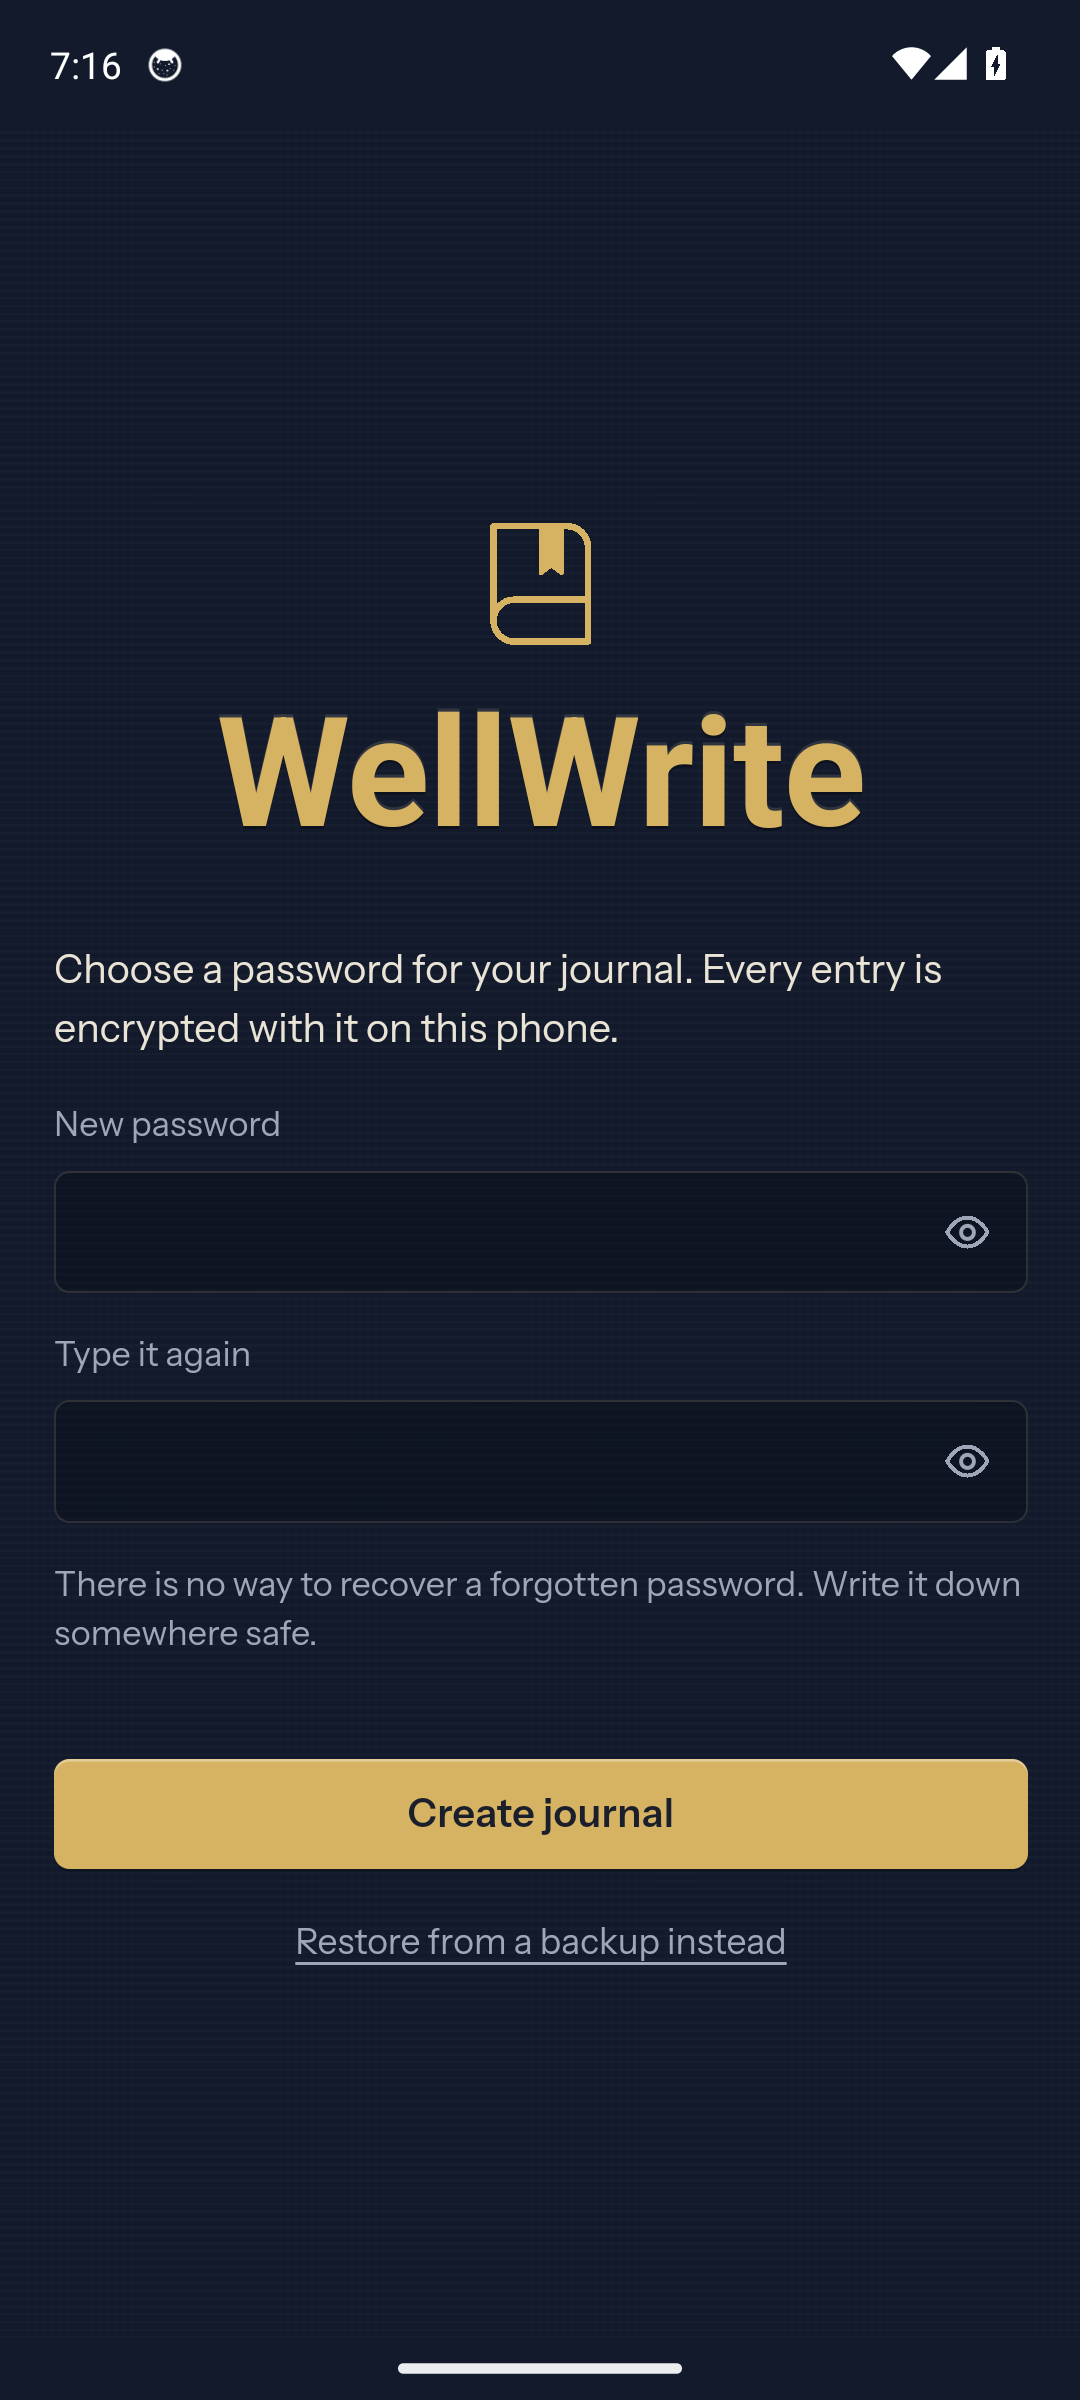 7:16
WellWrite
Choose a password for your journal. Every entry is
encrypted with it on this phone.
New password
Type it again
There is no way to recover a forgotten password. Write it down
somewhere safe.
Create journal
Restore from a backup instead